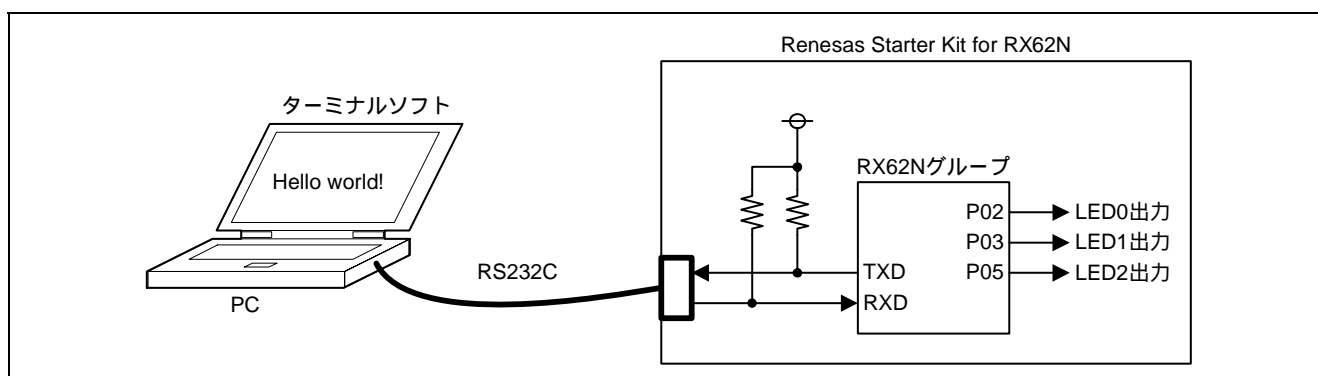 Renesas Starter Kit for RX62N
ターミナルソフト
Hello world!
PC
RS232C
RX62Nグループ
TXD
RXD
P02
P03
P05
LED0出力
LED1出力
LED2出力